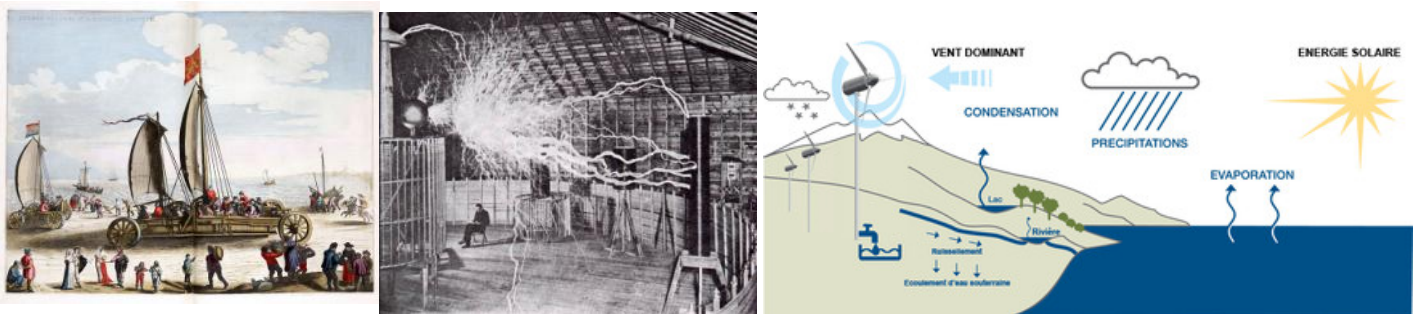 VENT DOMINANT
ENERGIE SOLAIRE
CONDENSATION
PRECIPITATIONS
EVAPORATION
Lac
Rivière
Ruissellement
Ecoulement d'eau souterraine